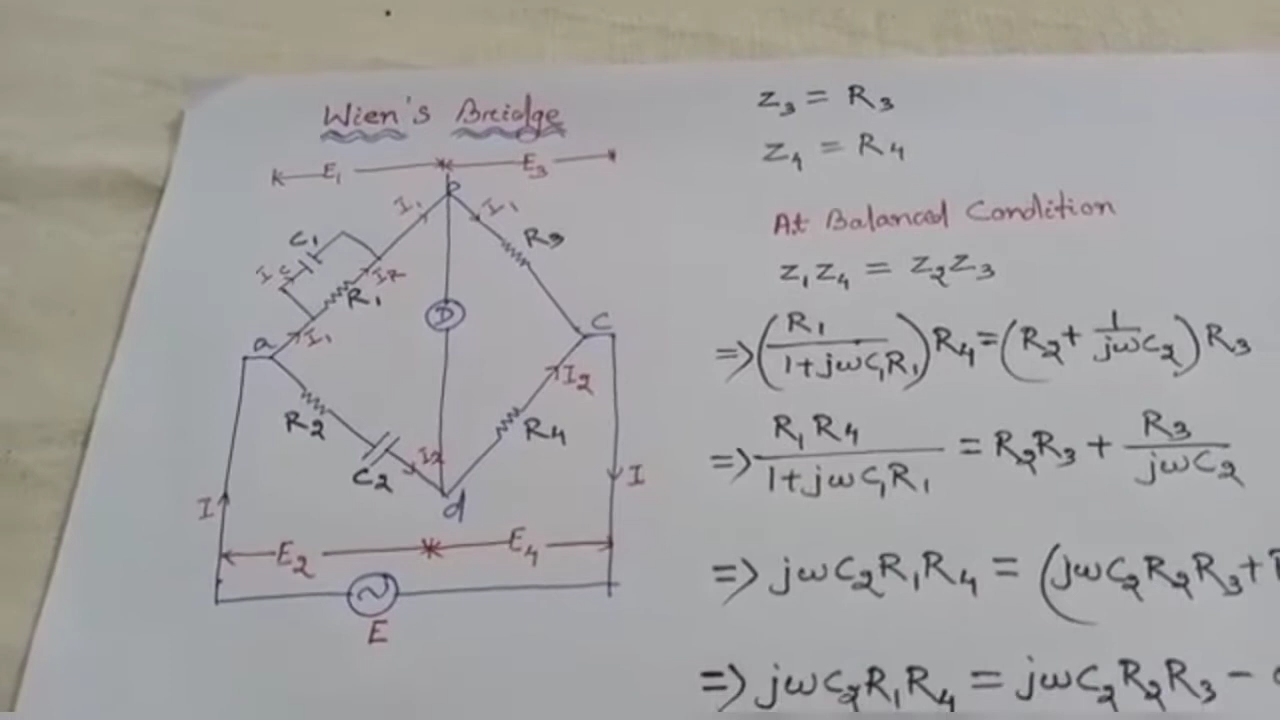 Wien's Bridge
E₁ E₃
b
I₁ I₁
C₁ R₃
I꜀ I_R
R₁
D
a I₁ C
I₂
R₂ R₄
C₂ I₂
d
I I
E₂ E₄
E
Z₃ = R₃
Z₄ = R₄
At Balanced Condition
Z₁Z₄ = Z₂Z₃
=> (R₁ / (1+jωC₁R₁)) R₄ = (R₂ + 1/(jωC₂)) R₃
=> R₁R₄ / (1+jωC₁R₁) = R₂R₃ + R₃/(jωC₂)
=> jωC₂R₁R₄ = (jωC₂R₂R₃+
=> jωC₂R₁R₄ = jωC₂R₂R₃ -